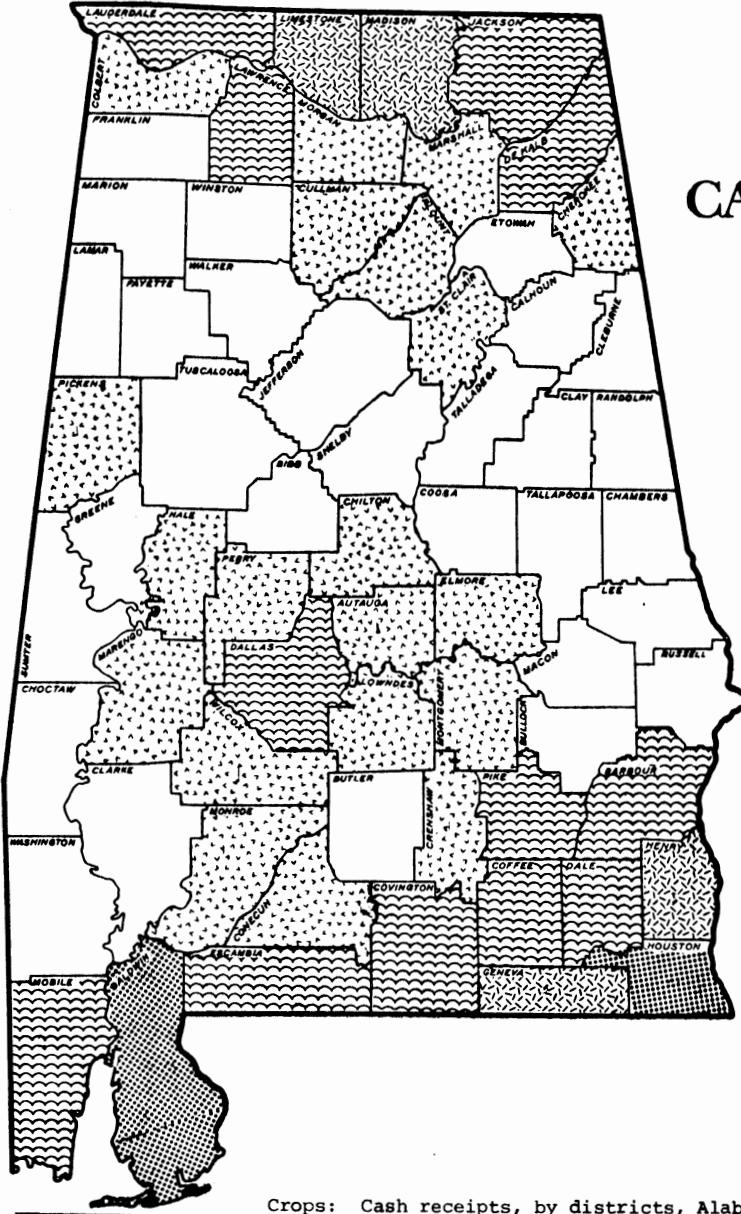 LAUDERDALE
LIMESTONE
MADISON
JACKSON
COLBERT
LAWRENCE
MORGAN
FRANKLIN
MARSHALL
DE KALB
CHEROKEE
MARION
WINSTON
CULLMAN
BLOUNT
ETOWAH
CA
LAMAR
FAYETTE
WALKER
ST. CLAIR
CALHOUN
CLEBURNE
JEFFERSON
TUSCALOOSA
TALLADEGA
PICKENS
CLAY
RANDOLPH
BIBB
SHELBY
COOSA
TALLAPOOSA
CHAMBERS
GREENE
HALE
CHILTON
PERRY
ELMORE
LEE
AUTAUGA
SUMTER
MARENGO
DALLAS
MACON
RUSSELL
CHOCTAW
LOWNDES
MONTGOMERY
BULLOCK
WILCOX
CLARKE
BUTLER
PIKE
BARBOUR
CRENSHAW
WASHINGTON
MONROE
HENRY
CONECUH
COVINGTON
COFFEE
DALE
HOUSTON
ESCAMBIA
GENEVA
MOBILE
BALDWIN
Crops: Cash receipts, by districts, Alab